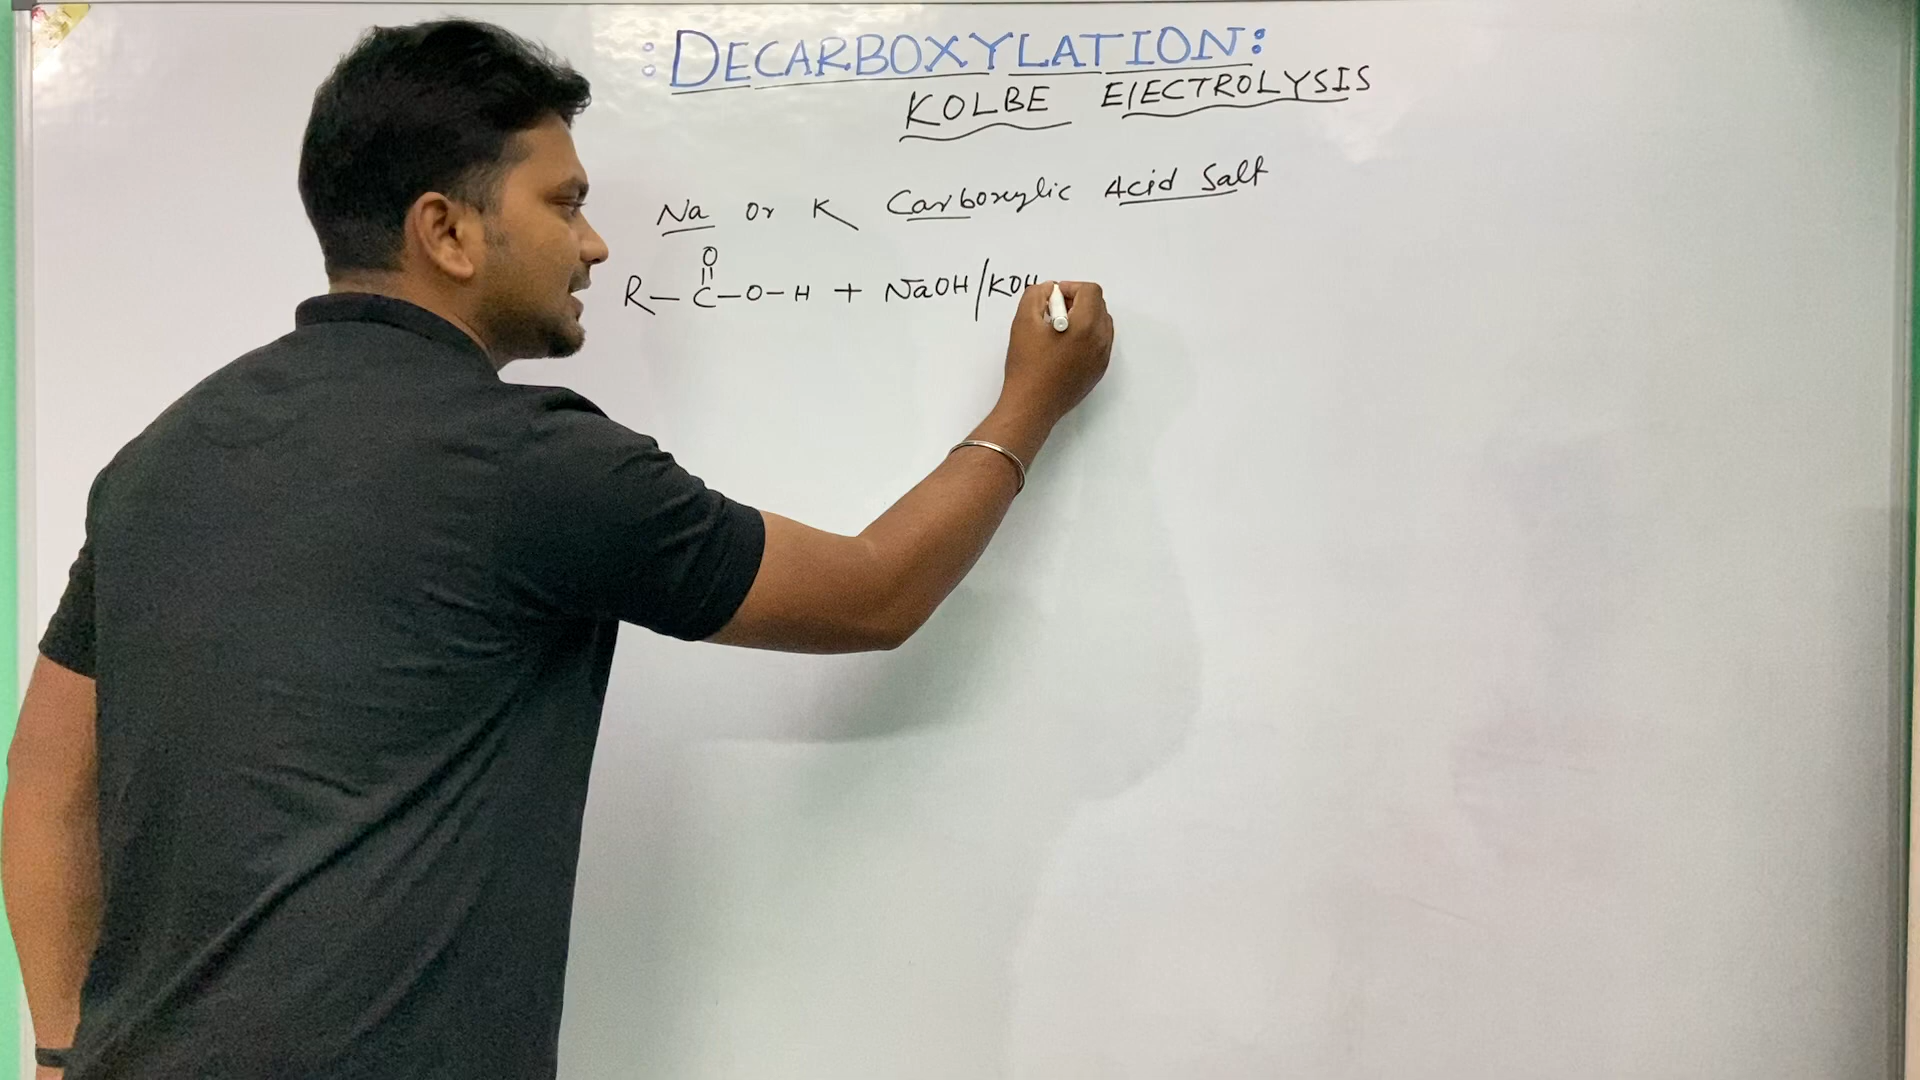 : DECARBOXYLATION:
KOLBE ElECTROLYSIS
Na or K Carboxylic Acid Salt
O
||
R—C—O—H + NaOH/KOH